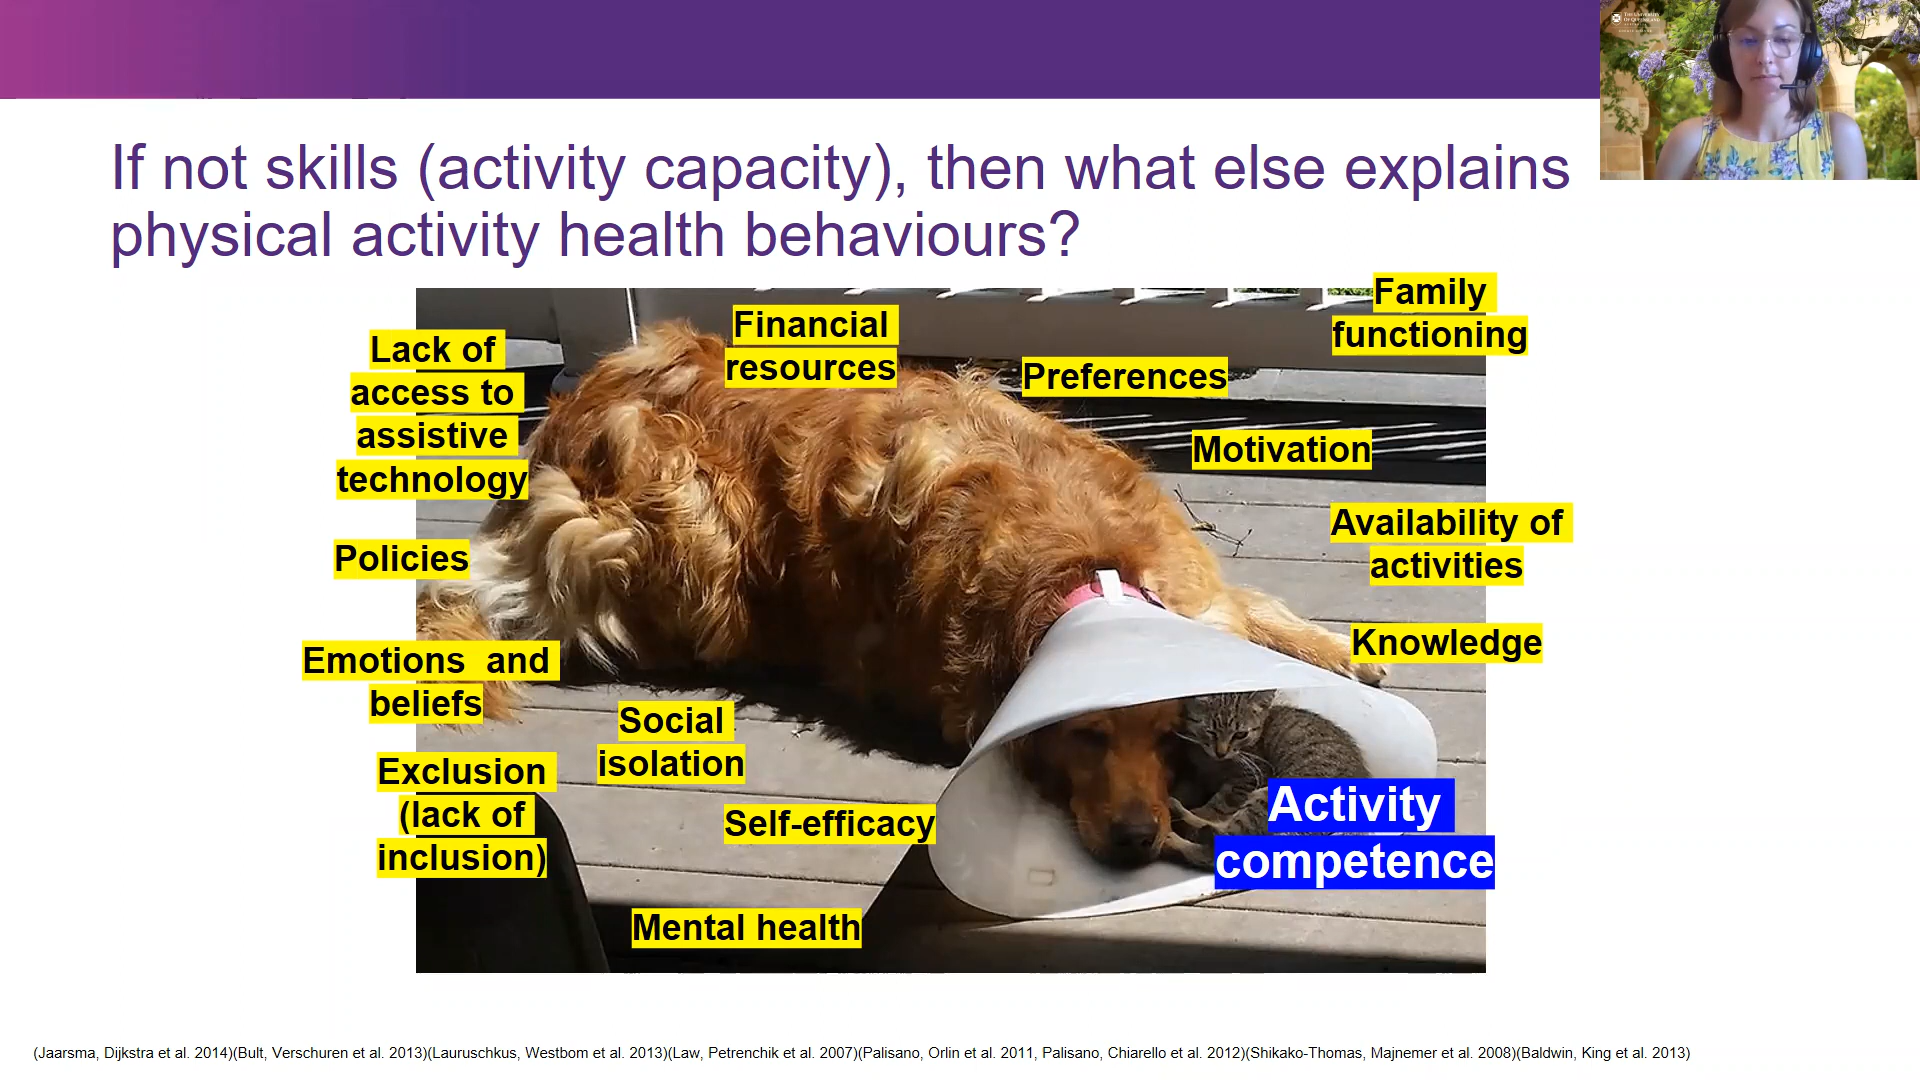 THE UNIVERSITY
OF QUEENSLAND
If not skills (activity capacity), then what else explains
physical activity health behaviours?
Family
functioning
Financial
resources
Lack of
access to
assistive
technology
Preferences
Motivation
Availability of
activities
Policies
Knowledge
Emotions  and
beliefs
Social
isolation
Exclusion
(lack of
inclusion)
Self-efficacy
Activity
competence
Mental health
(Jaarsma, Dijkstra et al. 2014)(Bult, Verschuren et al. 2013)(Lauruschkus, Westbom et al. 2013)(Law, Petrenchik et al. 2007)(Palisano, Orlin et al. 2011, Palisano, Chiarello et al. 2012)(Shikako-Thomas, Majnemer et al. 2008)(Baldwin, King et al. 2013)